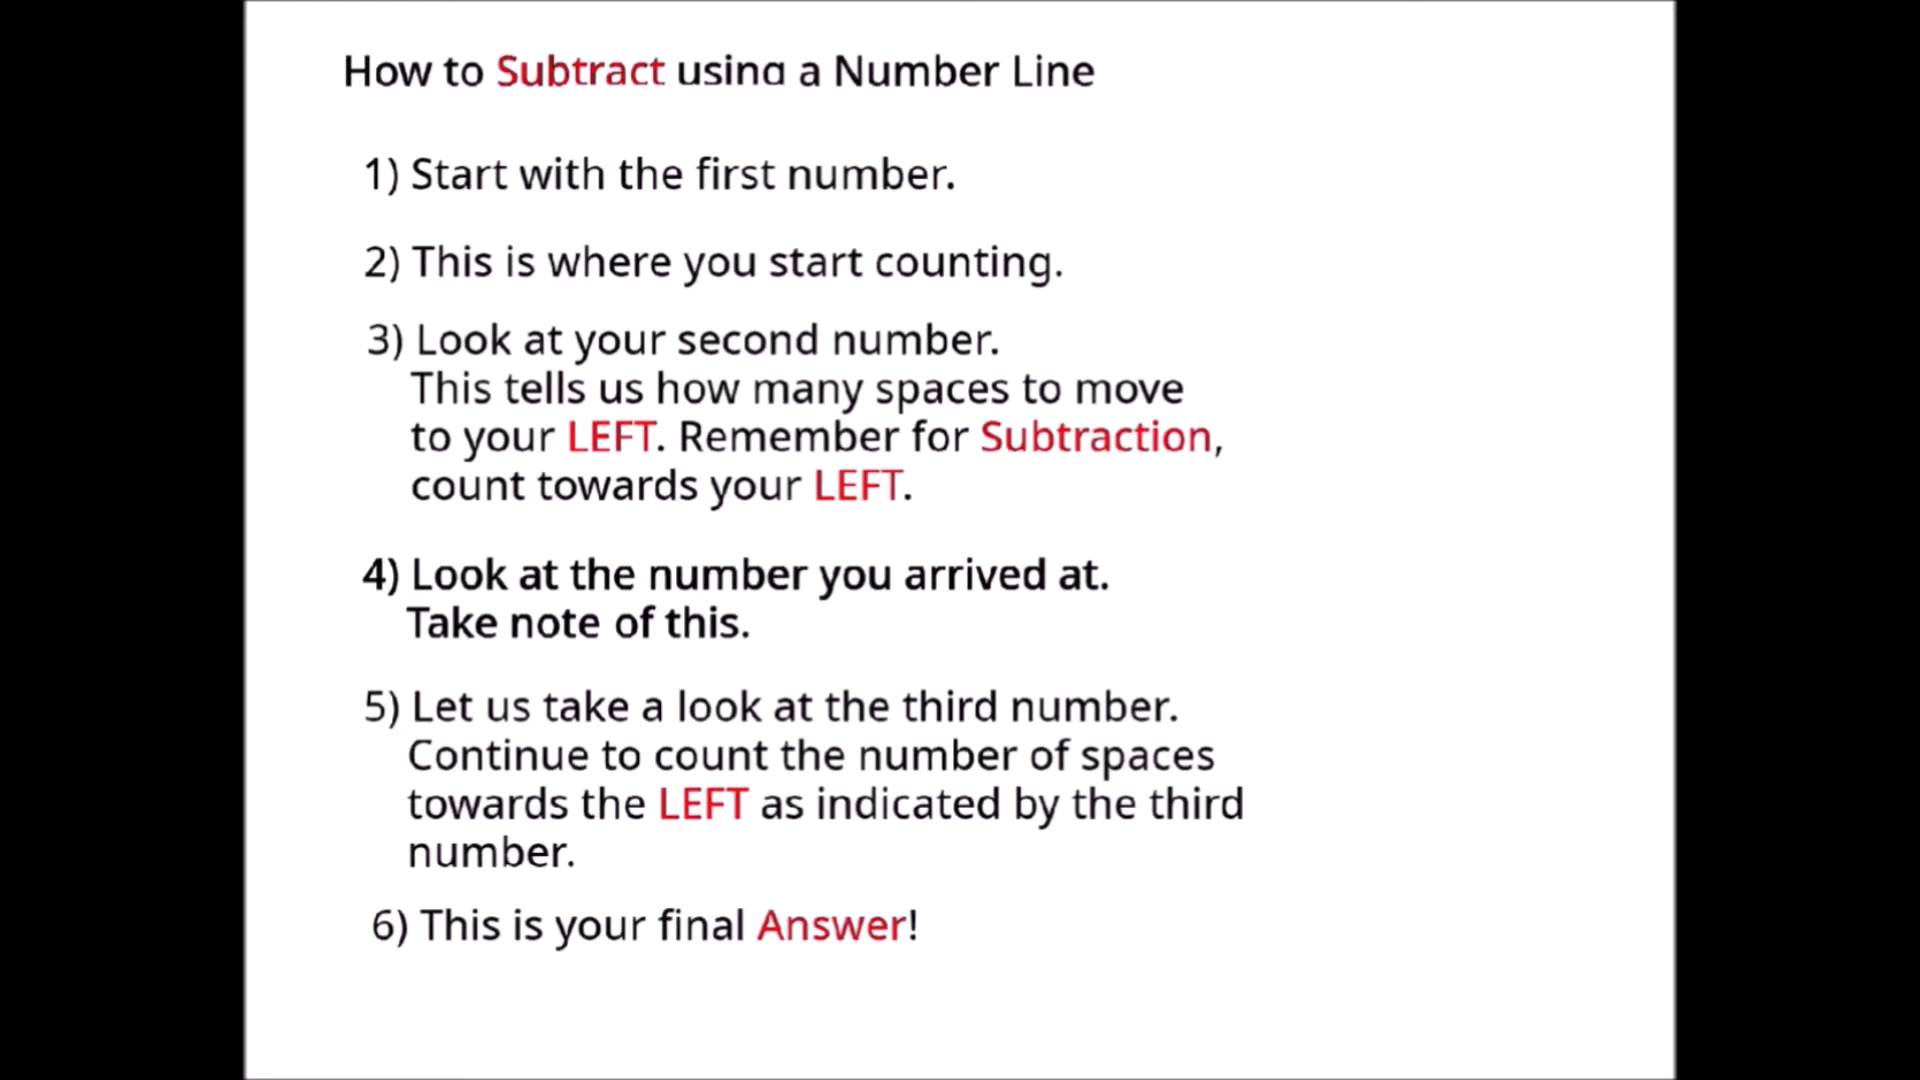 How to Subtract using a Number Line
1) Start with the first number.
2) This is where you start counting.
3) Look at your second number.
This tells us how many spaces to move
to your LEFT. Remember for Subtraction,
count towards your LEFT.
4) Look at the number you arrived at.
Take note of this.
5) Let us take a look at the third number.
Continue to count the number of spaces
towards the LEFT as indicated by the third
number.
6) This is your final Answer!